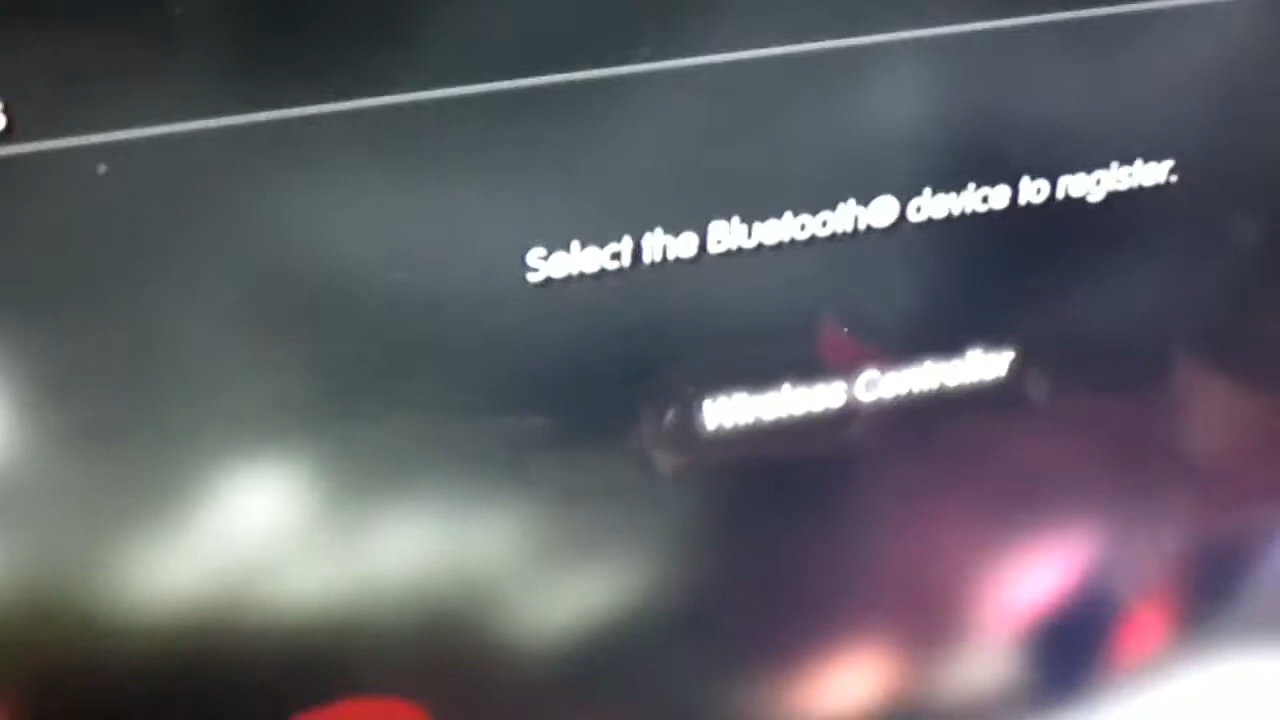 Select the Bluetooth® device to register.
Wireless Controller